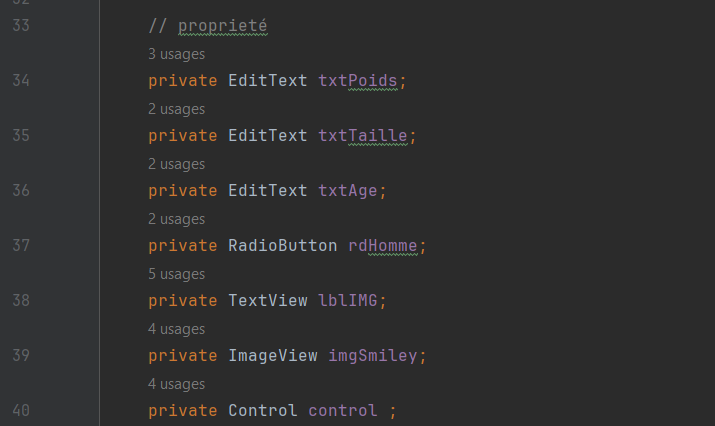 33 // proprieté
3 usages
34 private EditText txtPoids;
2 usages
35 private EditText txtTaille;
2 usages
36 private EditText txtAge;
2 usages
37 private RadioButton rdHomme;
5 usages
38 private TextView lblIMG;
4 usages
39 private ImageView imgSmiley;
4 usages
40 private Control control ;